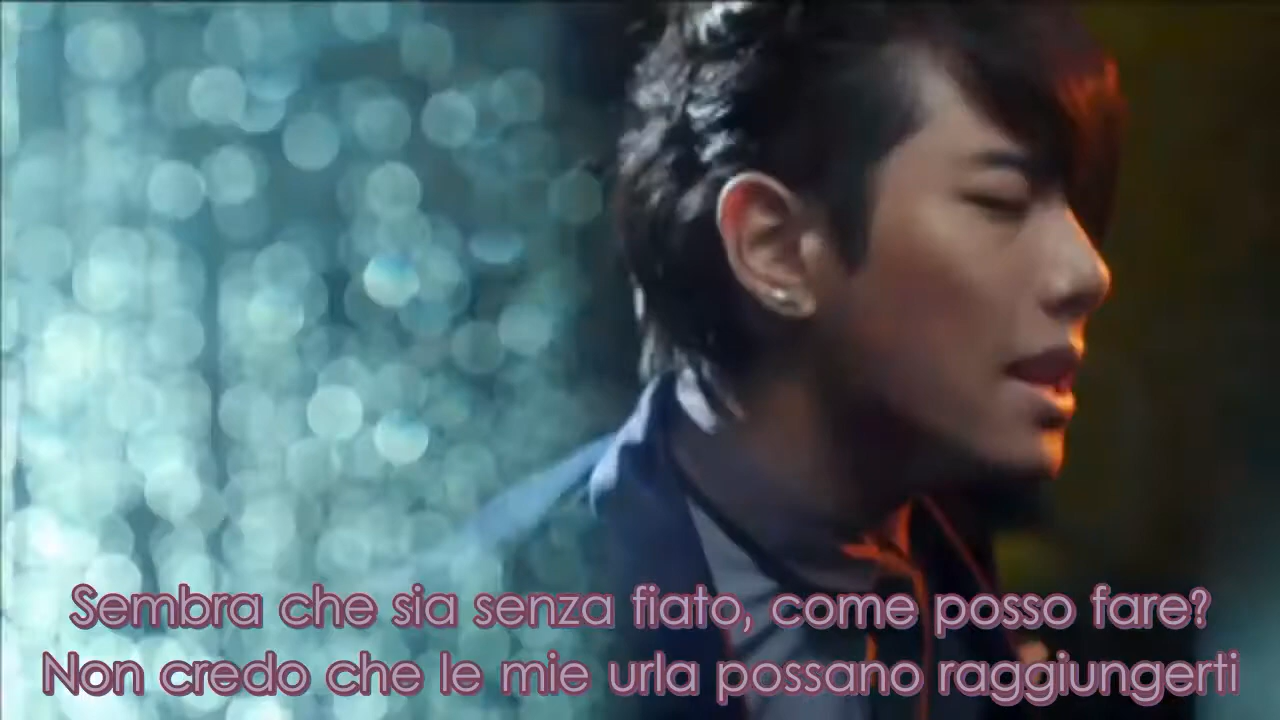 Sembra che sia senza fiato, come posso fare?
Non credo che le mie urla possano raggiungerti